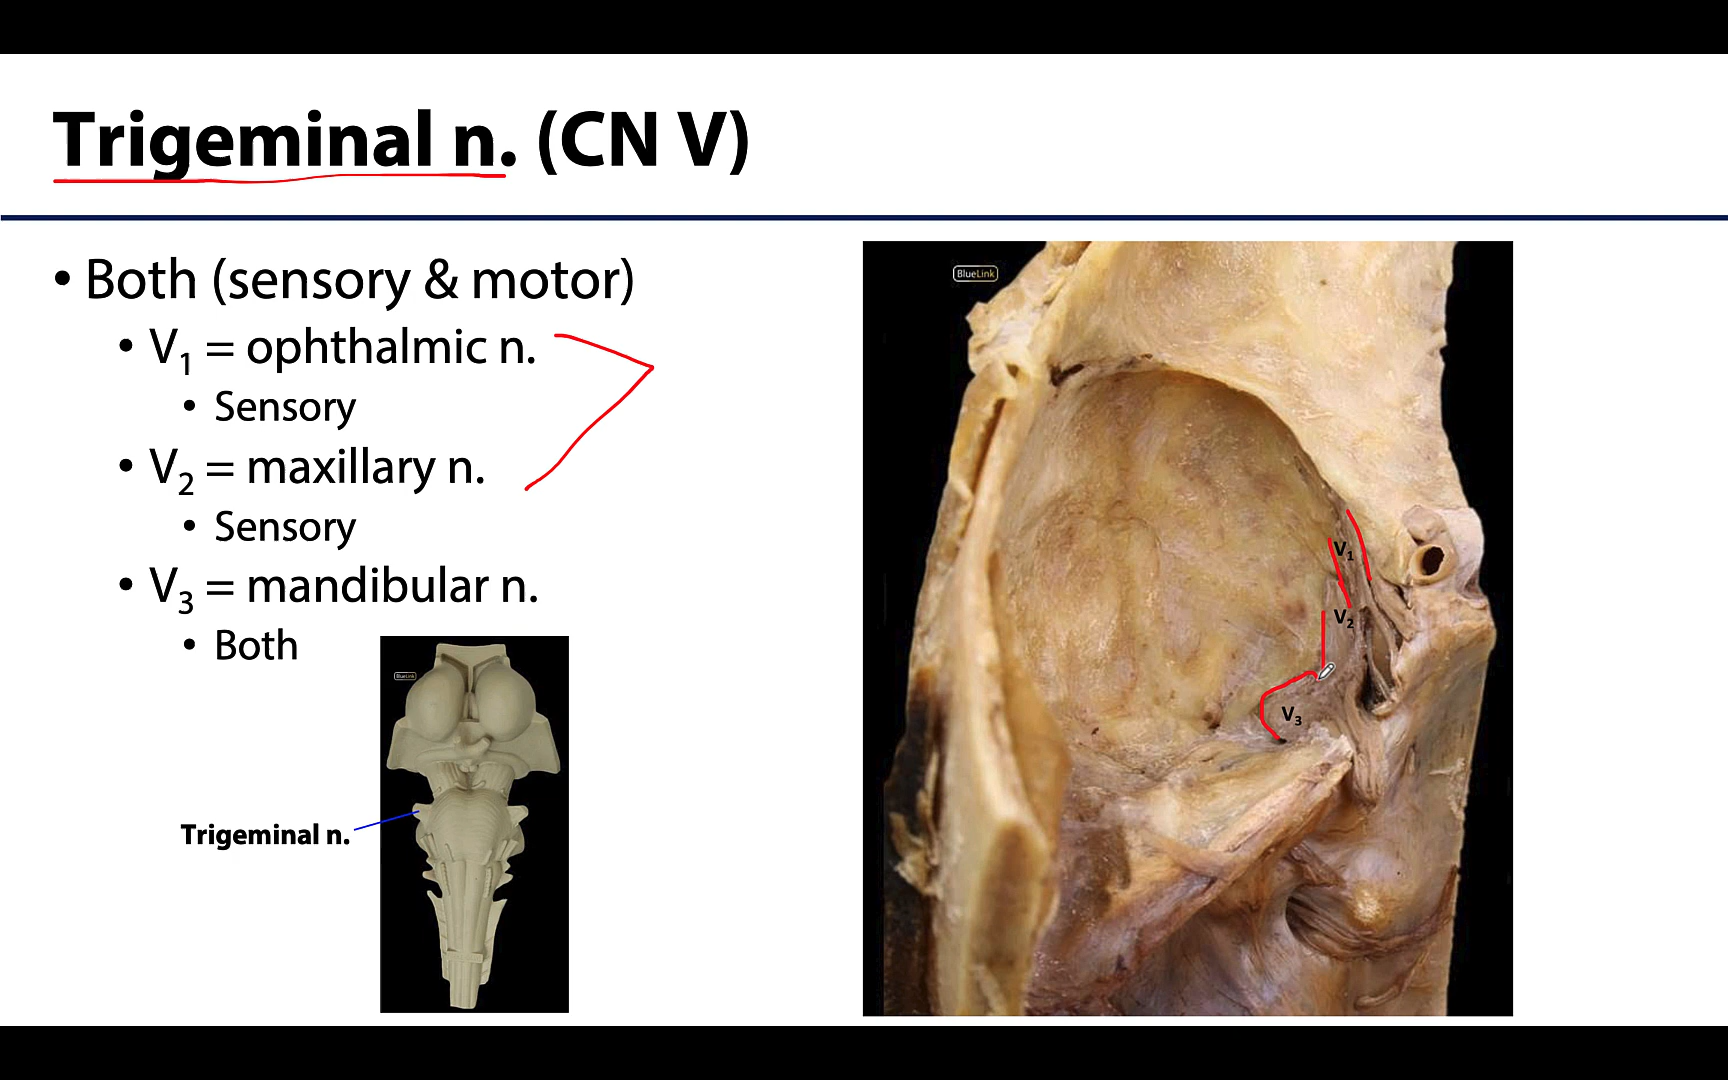 Trigeminal n. (CN V)
• Both (sensory & motor)
• V₁ = ophthalmic n.
• Sensory
• V₂ = maxillary n.
• Sensory
• V₃ = mandibular n.
• Both
BlueLink
Trigeminal n.
BlueLink
V₁
V₂
V₃